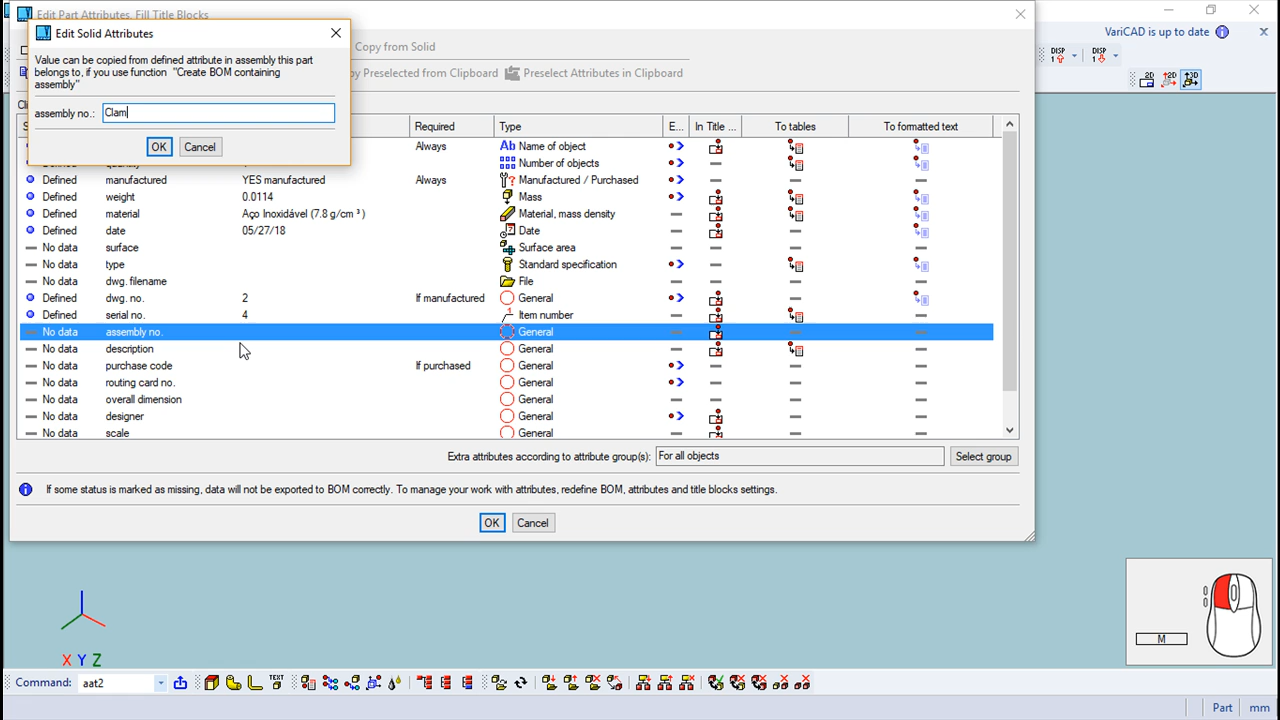 Edit Part Attributes, Fill Title Blocks
VariCAD is up to date
Edit Solid Attributes
Copy from Solid
Value can be copied from defined attribute in assembly this part
belongs to, if you use function "Create BOM containing
assembly"
by Preselected from Clipboard
Preselect Attributes in Clipboard
DISP
DISP
2D
2D
3D
assembly no.:
Clam
OK
Cancel
Required
Type
E...
In Title ...
To tables
To formatted text
Always
Name of object
Number of objects
Defined manufactured YES manufactured Always Manufactured / Purchased
Defined weight 0.0114 Mass
Defined material Aço Inoxidável (7.8 g/cm ³) Material, mass density
Defined date 05/27/18 Date
No data surface Surface area
No data type Standard specification
No data dwg. filename File
Defined dwg. no. 2 If manufactured General
Defined serial no. 4 Item number
No data assembly no. General
No data description General
No data purchase code If purchased General
No data routing card no. General
No data overall dimension General
No data designer General
No data scale General
Extra attributes according to attribute group(s): For all objects Select group
If some status is marked as missing, data will not be exported to BOM correctly. To manage your work with attributes, redefine BOM, attributes and title blocks settings.
OK
Cancel
M
X Y Z
Command: aat2
TEXT
Part
mm